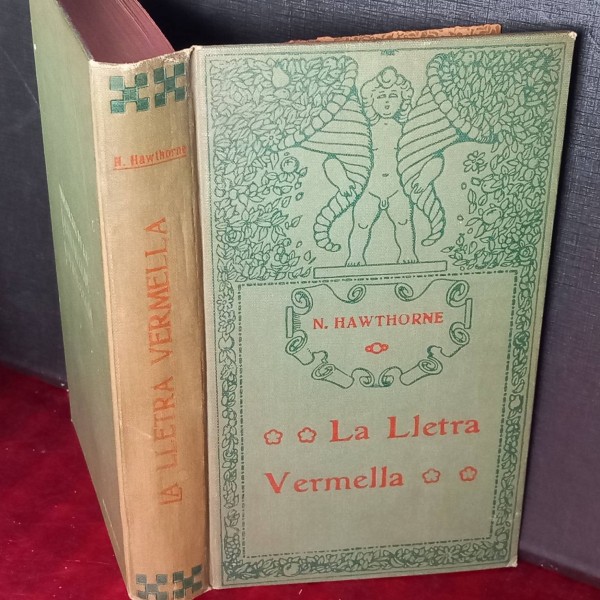 N. Hawthorne
LA LLETRA VERMELLA
N. HAWTHORNE
La Lletra
Vermella